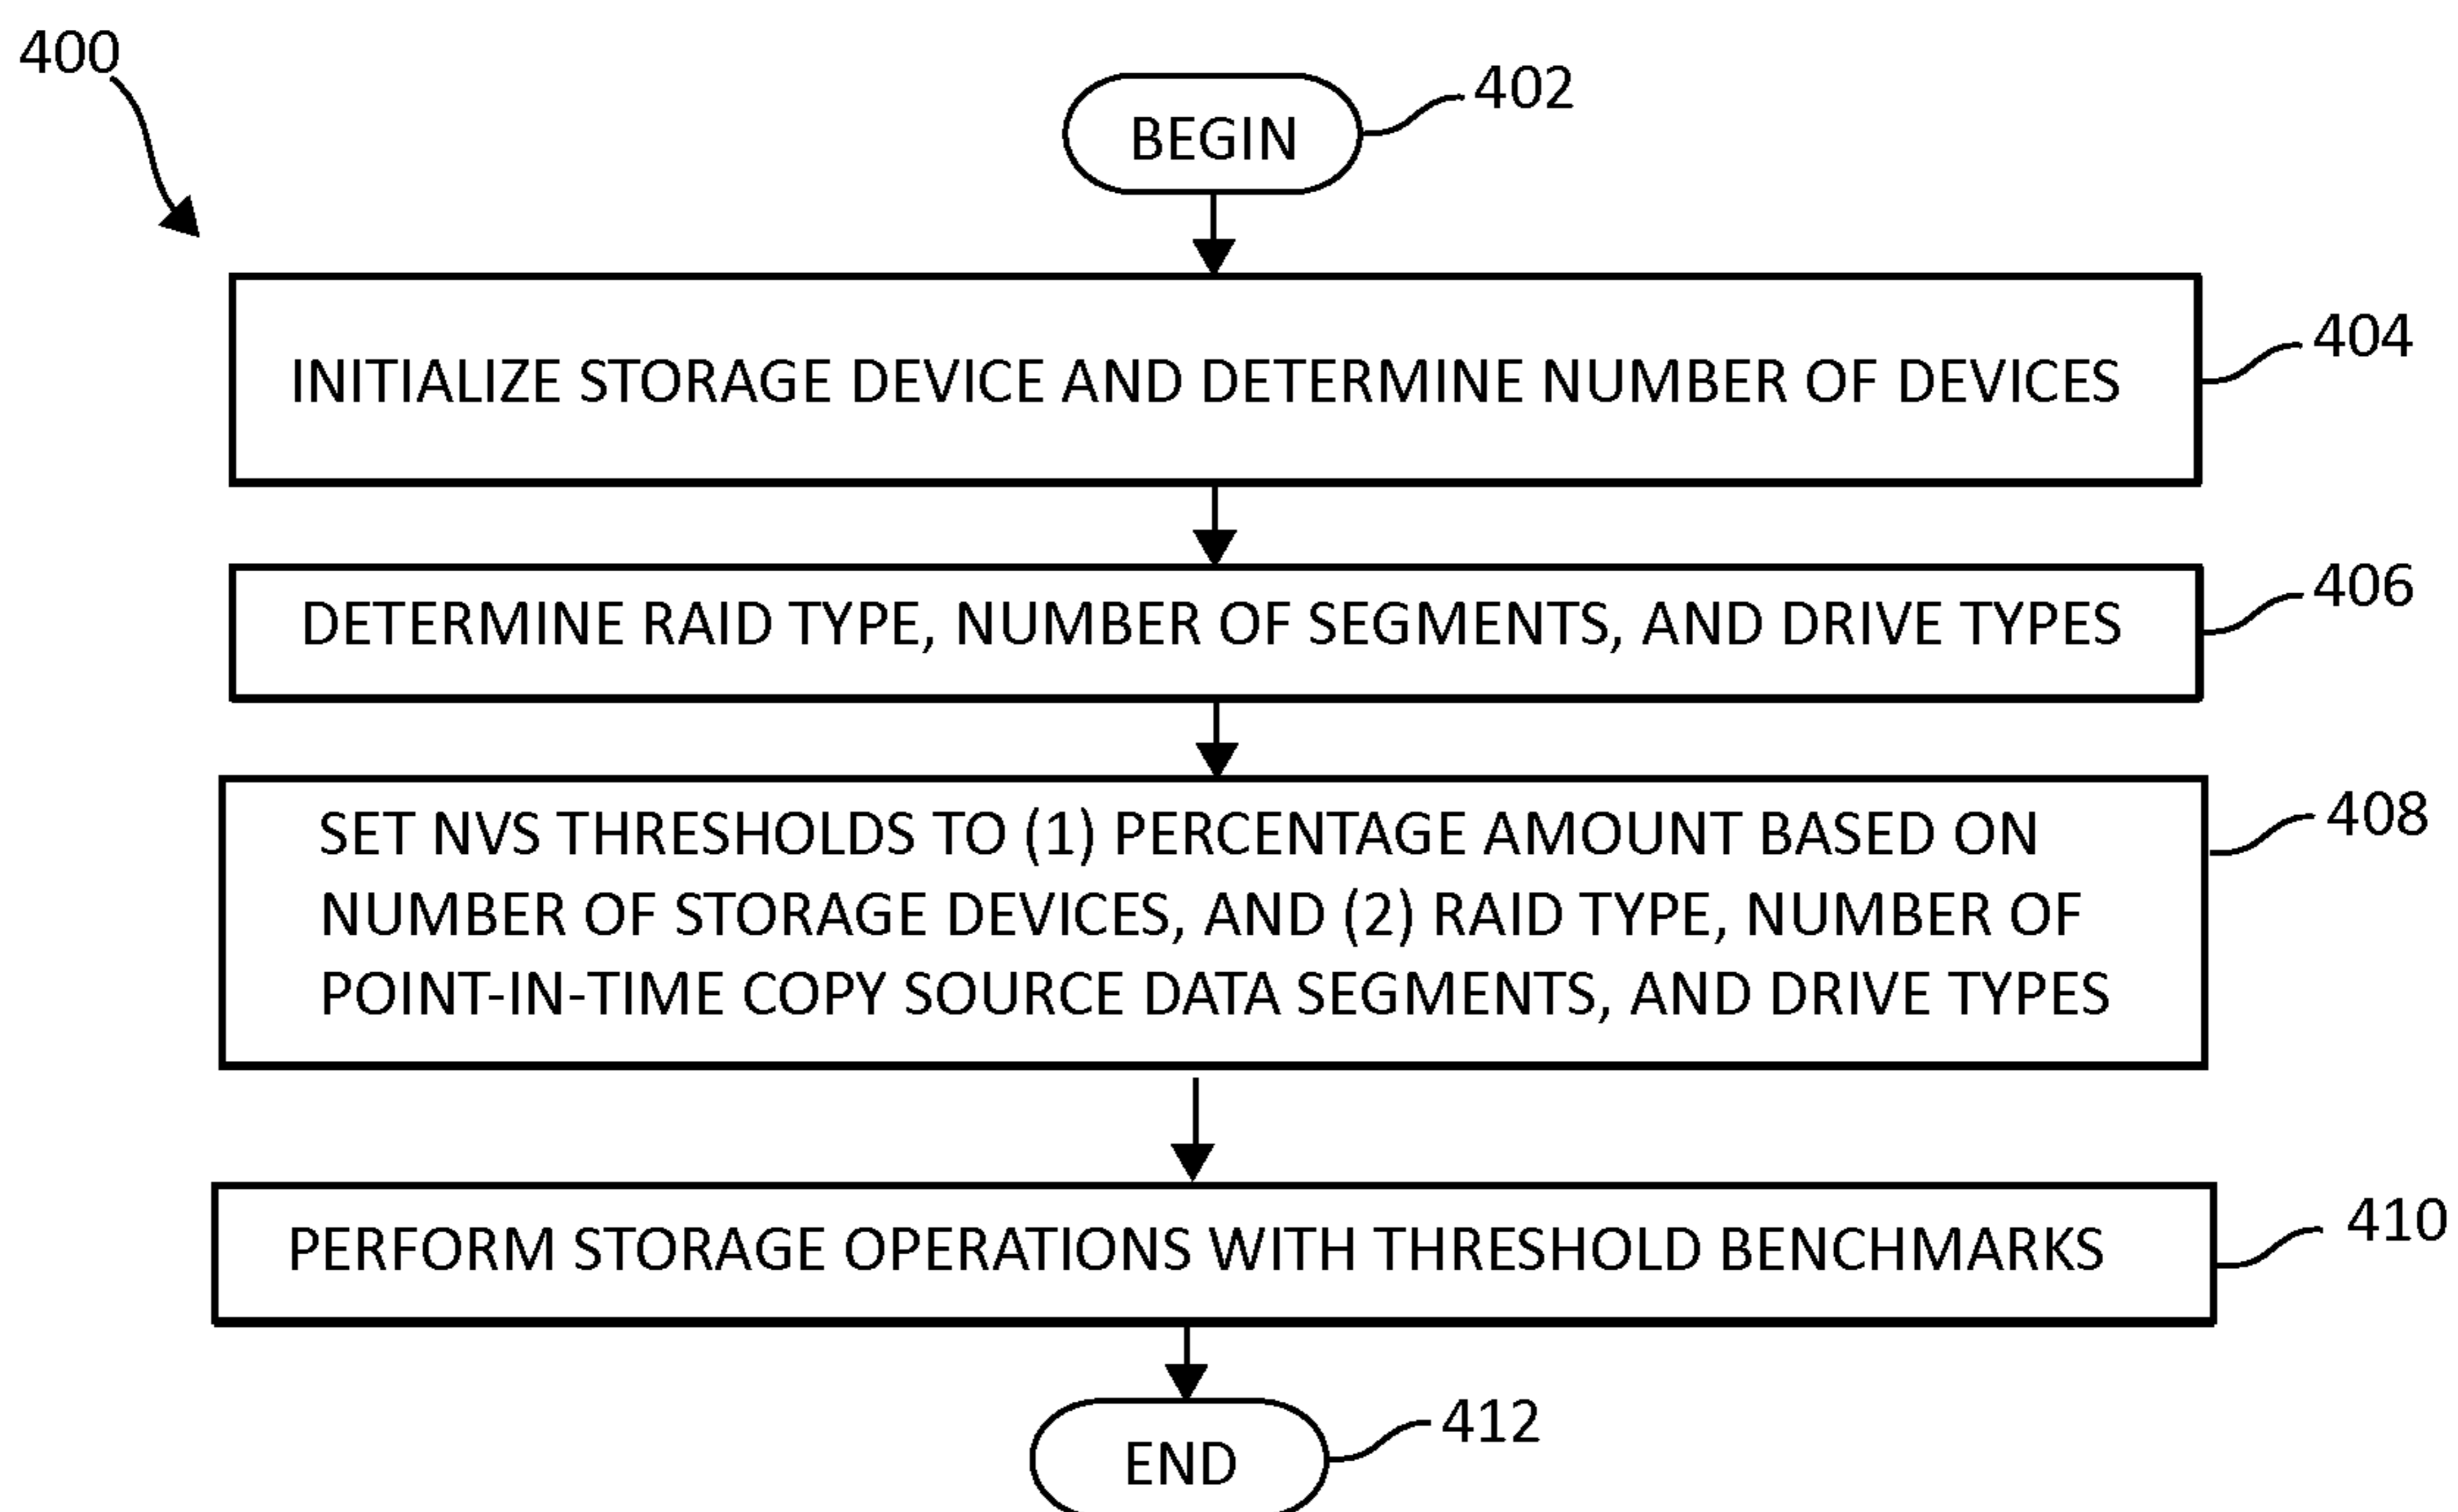 400
BEGIN
402
INITIALIZE STORAGE DEVICE AND DETERMINE NUMBER OF DEVICES
404
DETERMINE RAID TYPE, NUMBER OF SEGMENTS, AND DRIVE TYPES
406
SET NVS THRESHOLDS TO (1) PERCENTAGE AMOUNT BASED ON
NUMBER OF STORAGE DEVICES, AND (2) RAID TYPE, NUMBER OF
POINT-IN-TIME COPY SOURCE DATA SEGMENTS, AND DRIVE TYPES
408
PERFORM STORAGE OPERATIONS WITH THRESHOLD BENCHMARKS
410
END
412